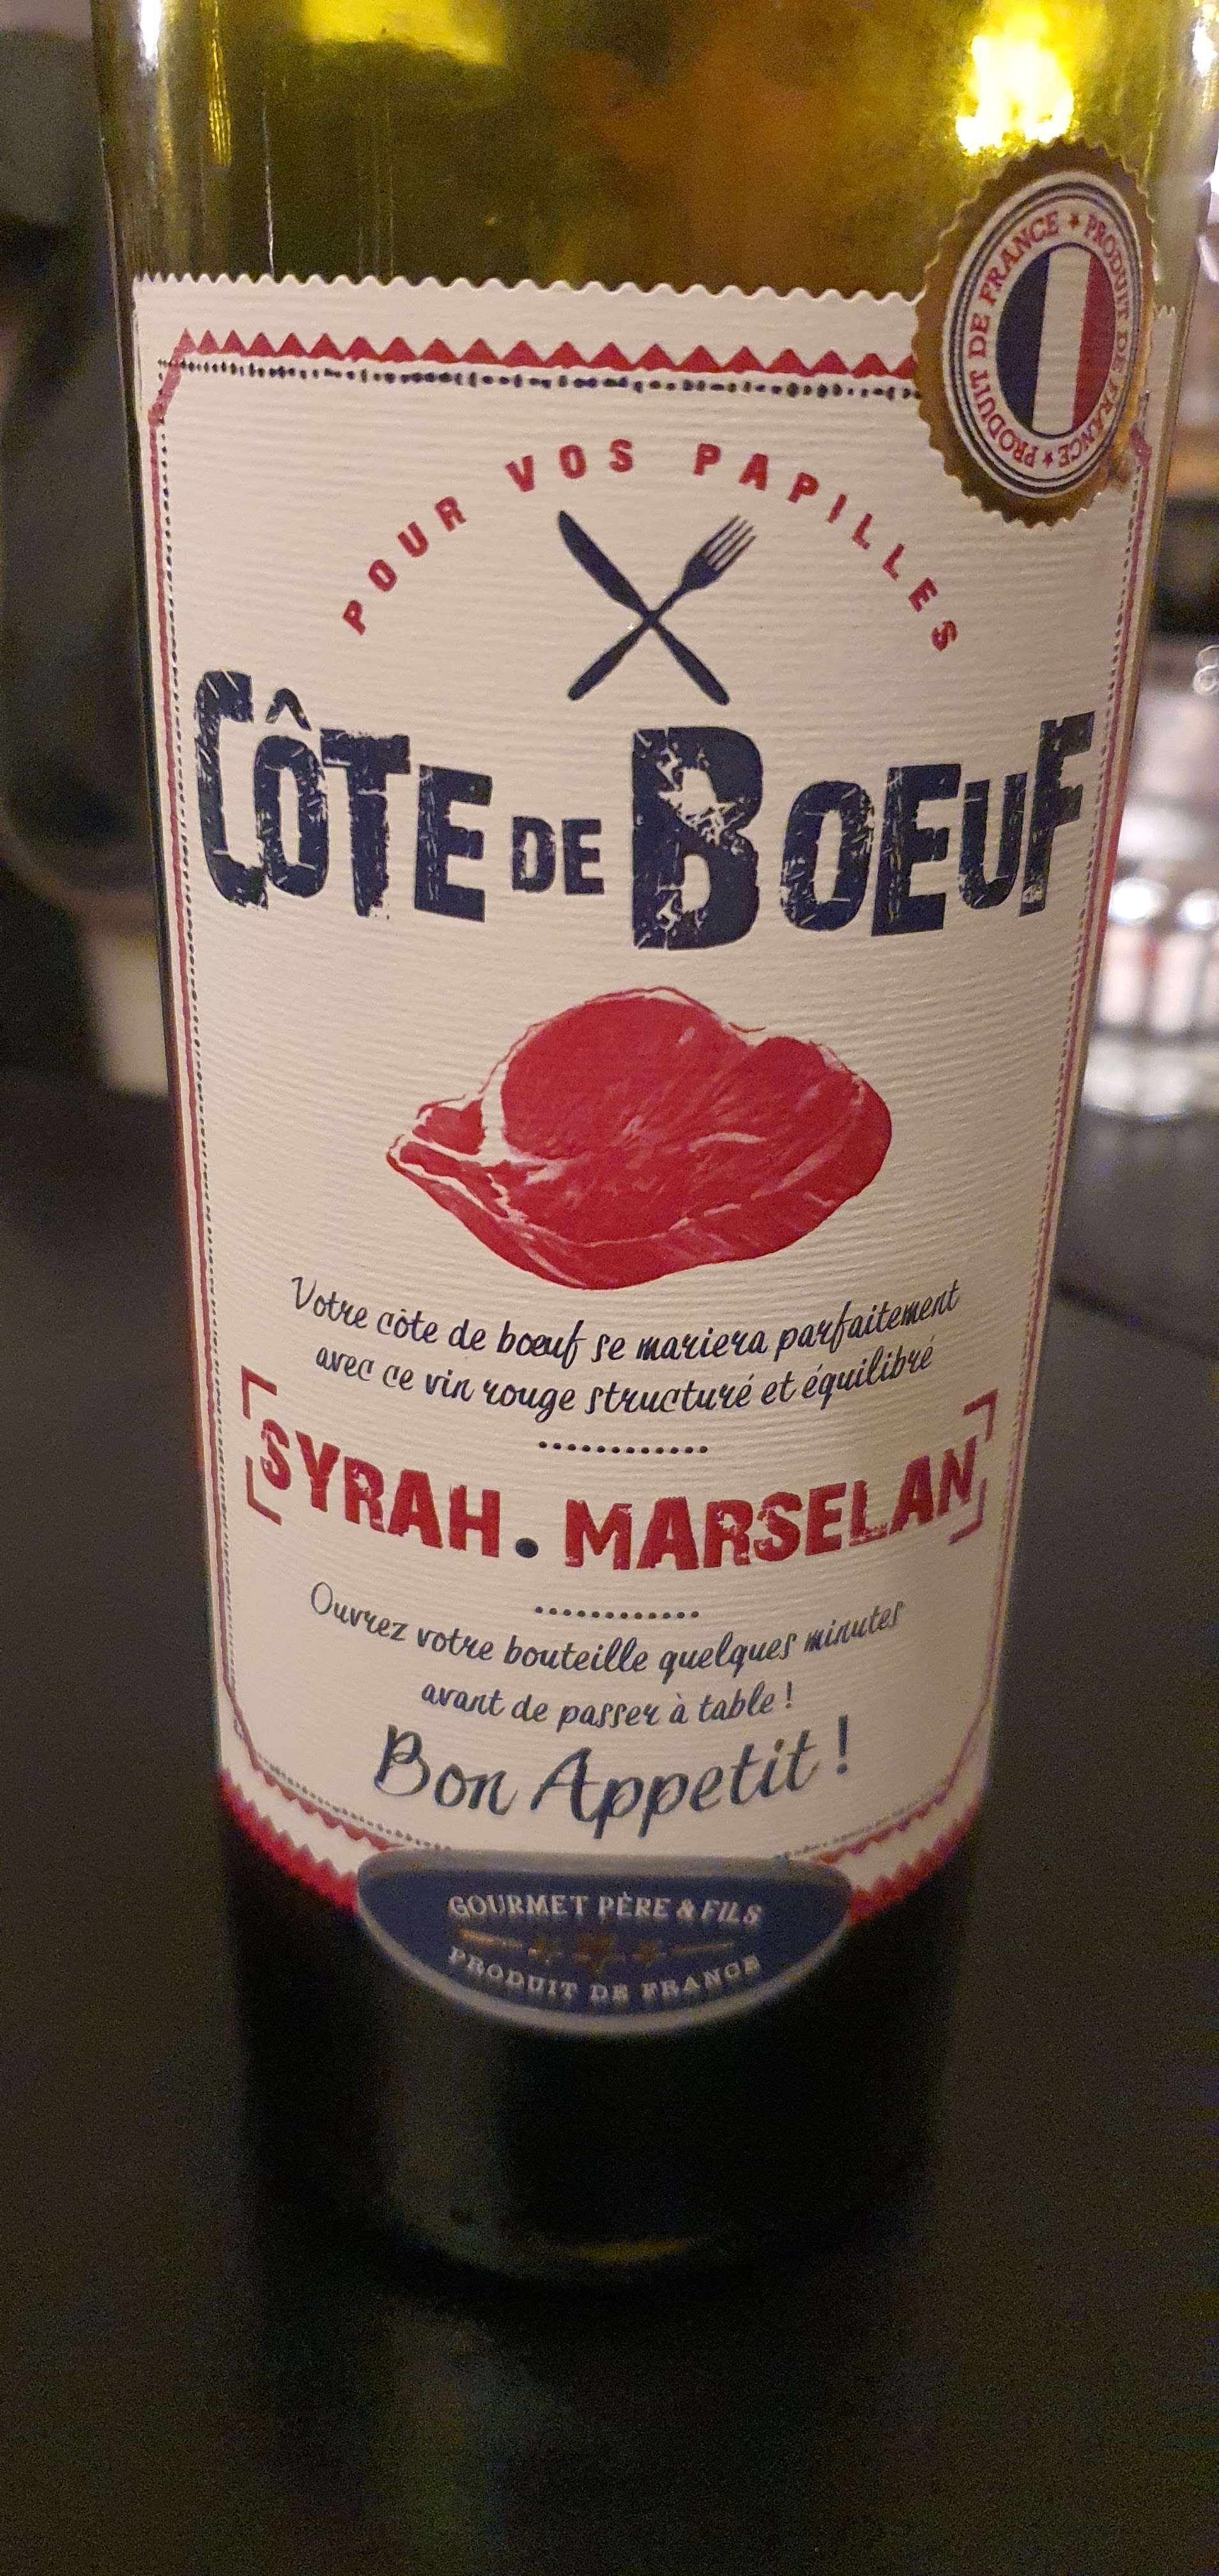 PRODUIT DE FRANCE ★ PRODUIT DE FRANCE ★
POUR VOS PAPILLES
CÔTE DE BOEUF
Votre côte de bœuf se mariera parfaitement
avec ce vin rouge structuré et équilibré
SYRAH • MARSELAN
Ouvrez votre bouteille quelques minutes
avant de passer à table !
Bon Appetit !
GOURMET PÈRE & FILS
PRODUIT DE FRANCE